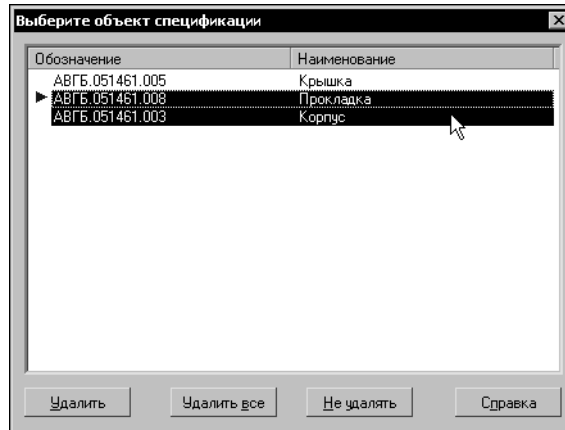 Выберите объект спецификации
Обозначение Наименование
АВГБ.051461.005 Крышка
АВГБ.051461.008 Прокладка
АВГБ.051461.003 Корпус
Удалить Удалить все Не удалять Справка